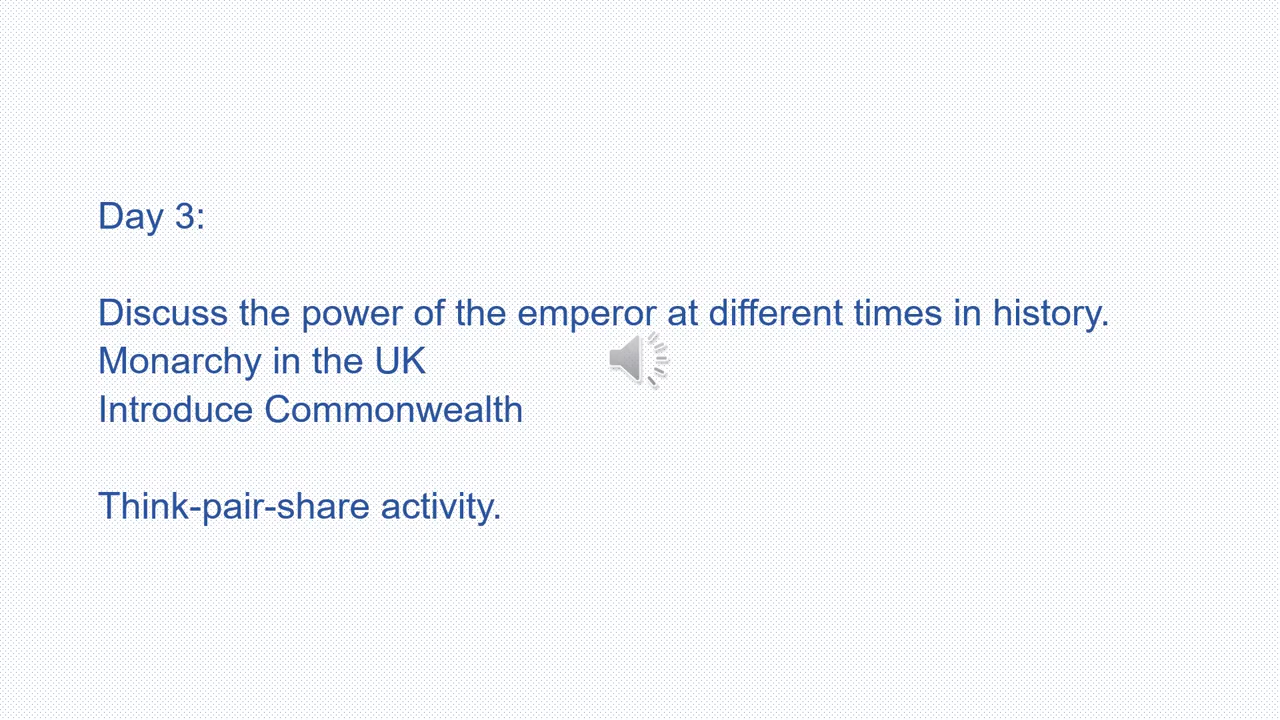 Day 3:
Discuss the power of the emperor at different times in history.
Monarchy in the UK
Introduce Commonwealth
Think-pair-share activity.